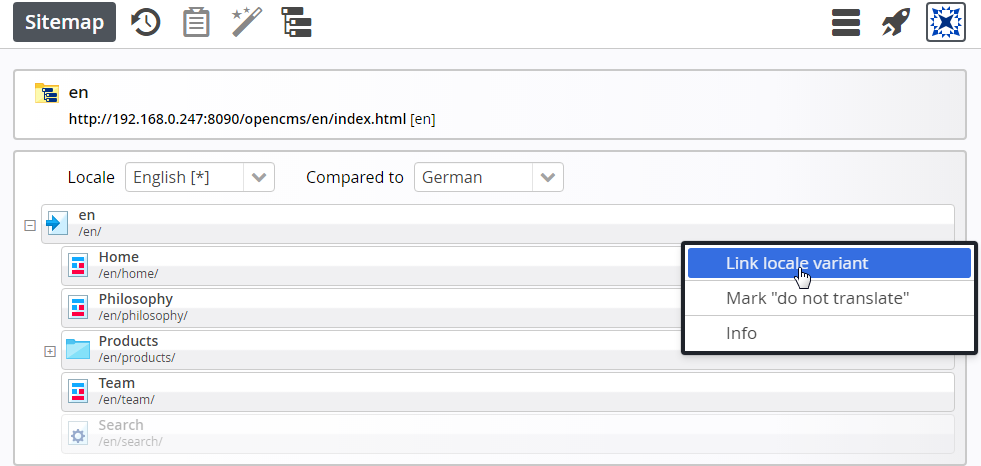 Sitemap
en
http://192.168.0.247:8090/opencms/en/index.html [en]
Locale English [*] Compared to German
en
/en/
Home
/en/home/
Link locale variant
Philosophy
/en/philosophy/
Mark "do not translate"
Products
/en/products/
Info
Team
/en/team/
Search
/en/search/